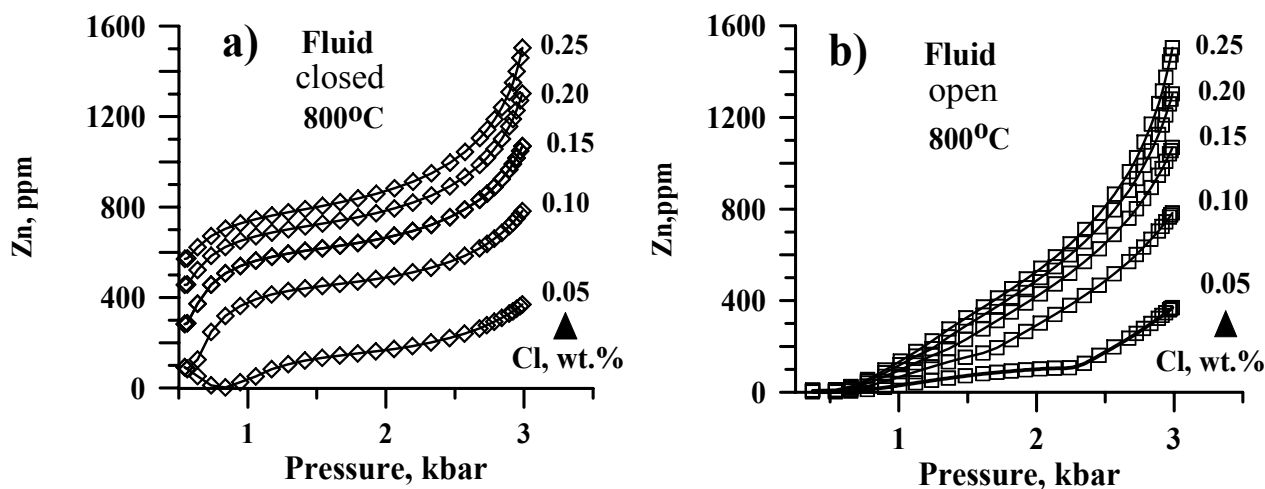 a)
Fluid
closed
800ºC
Zn, ppm
1600
1200
800
400
0
1
2
3
Pressure, kbar
0.25
0.20
0.15
0.10
0.05
Cl, wt.%
b)
Fluid
open
800⁰C
Zn,ppm
1600
1200
800
400
0
1
2
3
Pressure, kbar
0.25
0.20
0.15
0.10
0.05
Cl, wt.%